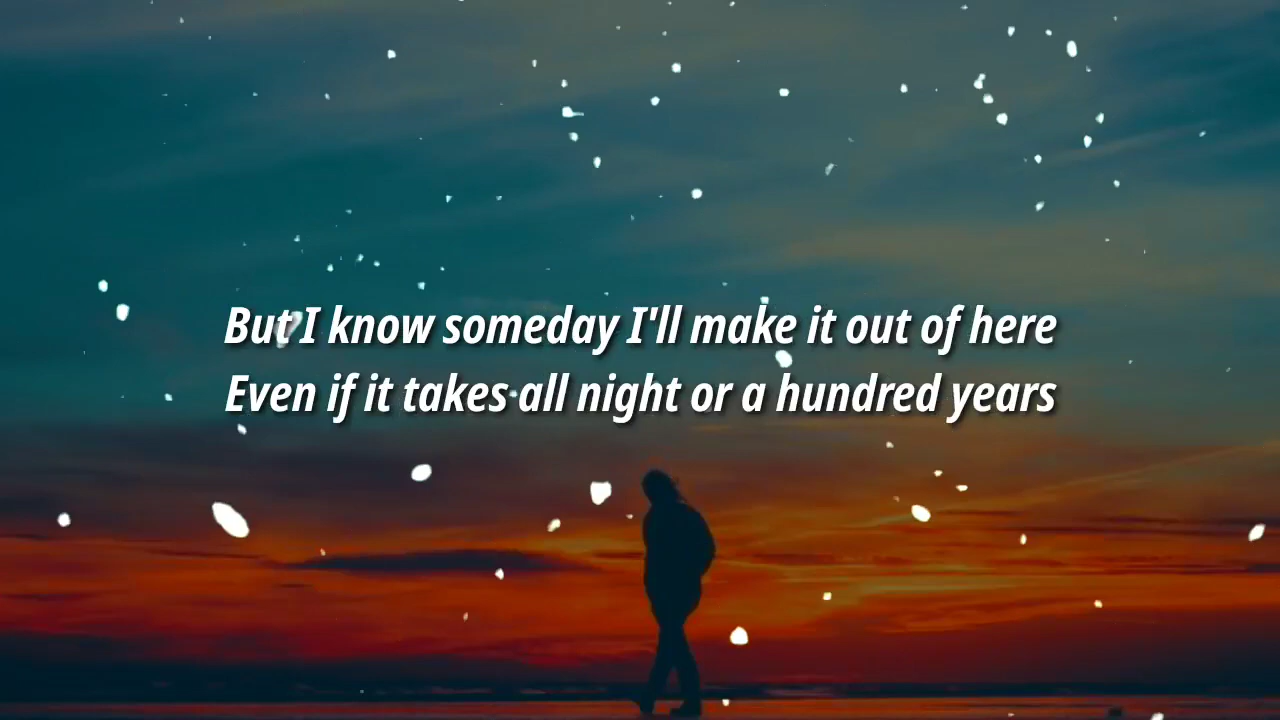 But I know someday I'll make it out of here
Even if it takes all night or a hundred years